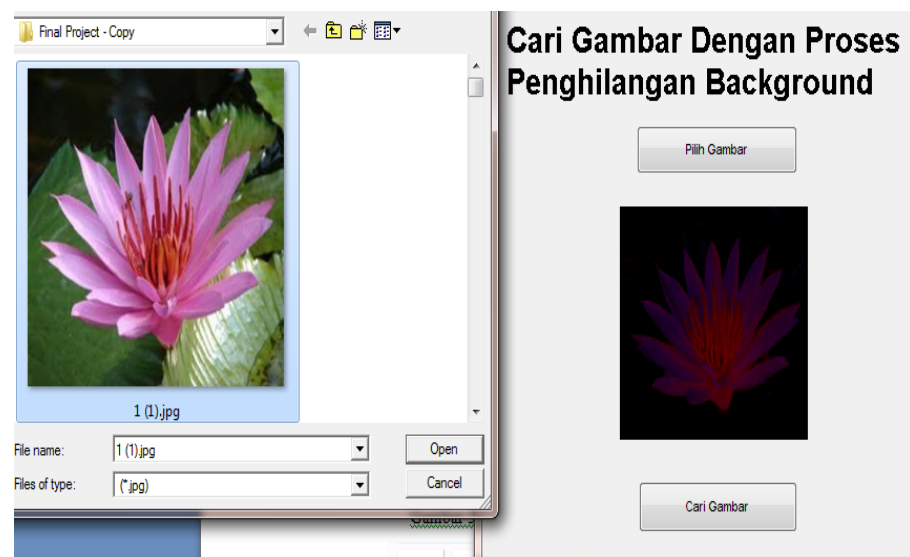 Final Project - Copy
1 (1).jpg
File name:
1 (1).jpg
Open
Files of type:
(*.jpg)
Cancel
Cari Gambar Dengan Proses
Penghilangan Background
Pilih Gambar
Cari Gambar
Gambar